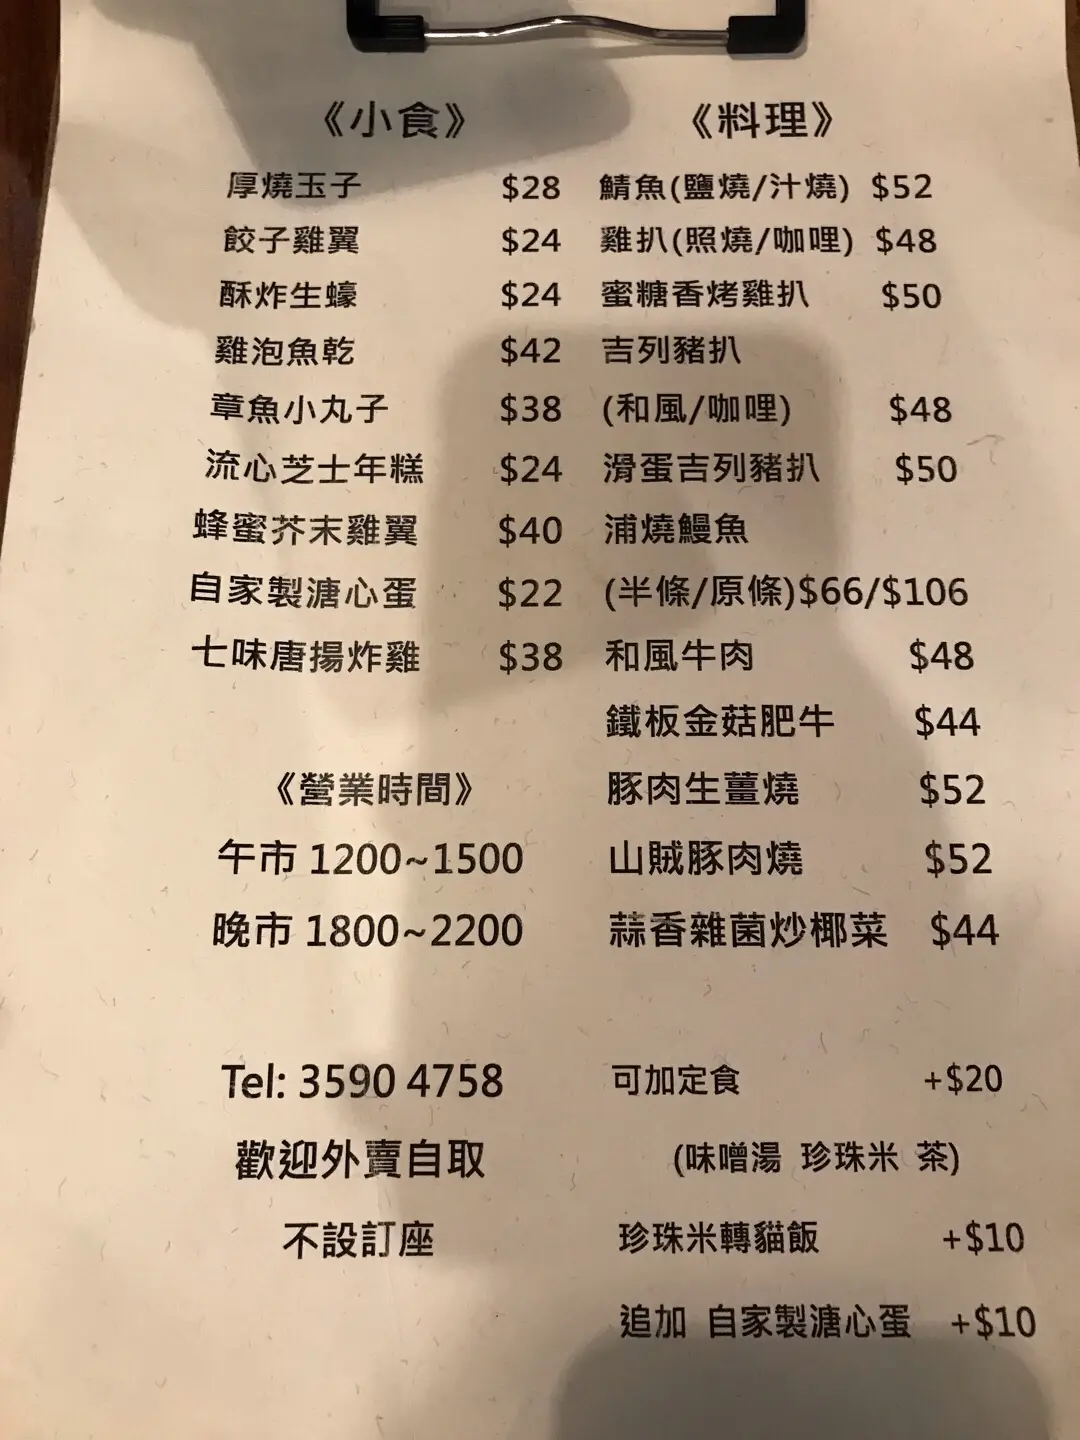 《小食》
厚燒玉子 $28
餃子雞翼 $24
酥炸生蠔 $24
雞泡魚乾 $42
章魚小丸子 $38
流心芝士年糕 $24
蜂蜜芥末雞翼 $40
自家製溏心蛋 $22
七味唐揚炸雞 $38
《營業時間》
午市 1200~1500
晚市 1800~2200
Tel: 3590 4758
歡迎外賣自取
不設訂座
《料理》
鯖魚(鹽燒/汁燒) $52
雞扒(照燒/咖哩) $48
蜜糖香烤雞扒 $50
吉列豬扒
(和風/咖哩) $48
滑蛋吉列豬扒 $50
浦燒鰻魚
(半條/原條)$66/$106
和風牛肉 $48
鐵板金菇肥牛 $44
豚肉生薑燒 $52
山賊豚肉燒 $52
蒜香雜菌炒椰菜 $44
可加定食 +$20
(味噌湯 珍珠米 茶)
珍珠米轉貓飯 +$10
追加 自家製溏心蛋 +$10